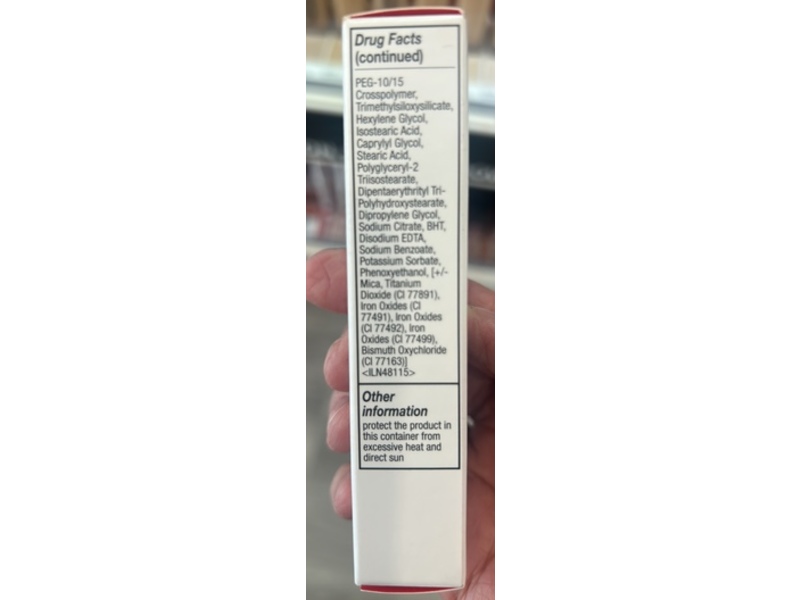 Drug Facts
(continued)
PEG-10/15
Crosspolymer,
Trimethylsiloxysilicate,
Hexylene Glycol,
Isostearic Acid,
Caprylyl Glycol,
Stearic Acid,
Polyglyceryl-2
Triisostearate,
Dipentaerythrityl Tri-
Polyhydroxystearate,
Dipropylene Glycol,
Sodium Citrate, BHT,
Disodium EDTA,
Sodium Benzoate,
Potassium Sorbate,
Phenoxyethanol, [+/-
Mica, Titanium
Dioxide (CI 77891),
Iron Oxides (CI
77491), Iron Oxides
(CI 77492), Iron
Oxides (CI 77499),
Bismuth Oxychloride
(CI 77163)]
<ILN48115>
Other
information
protect the product in
this container from
excessive heat and
direct sun